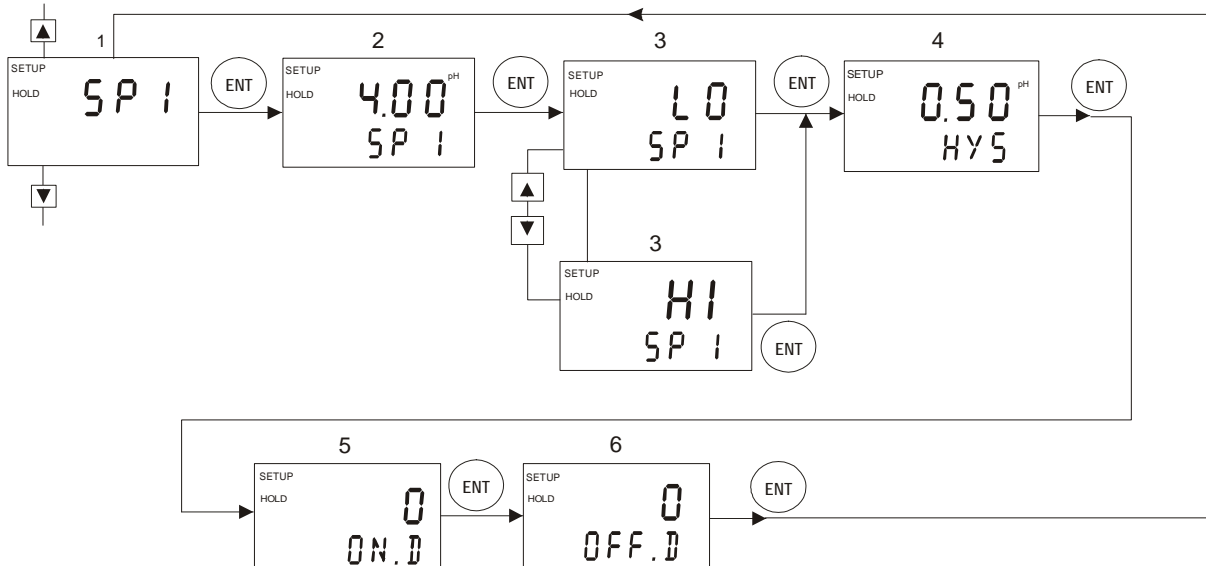 1
SETUP
HOLD
SP1
ENT
2
SETUP
HOLD
4.00 pH
SP1
ENT
3
SETUP
HOLD
LO
SP1
ENT
4
SETUP
HOLD
0.50 pH
HYS
ENT
3
SETUP
HOLD
HI
SP1
ENT
5
SETUP
HOLD
0
ON.D
ENT
6
SETUP
HOLD
0
OFF.D
ENT